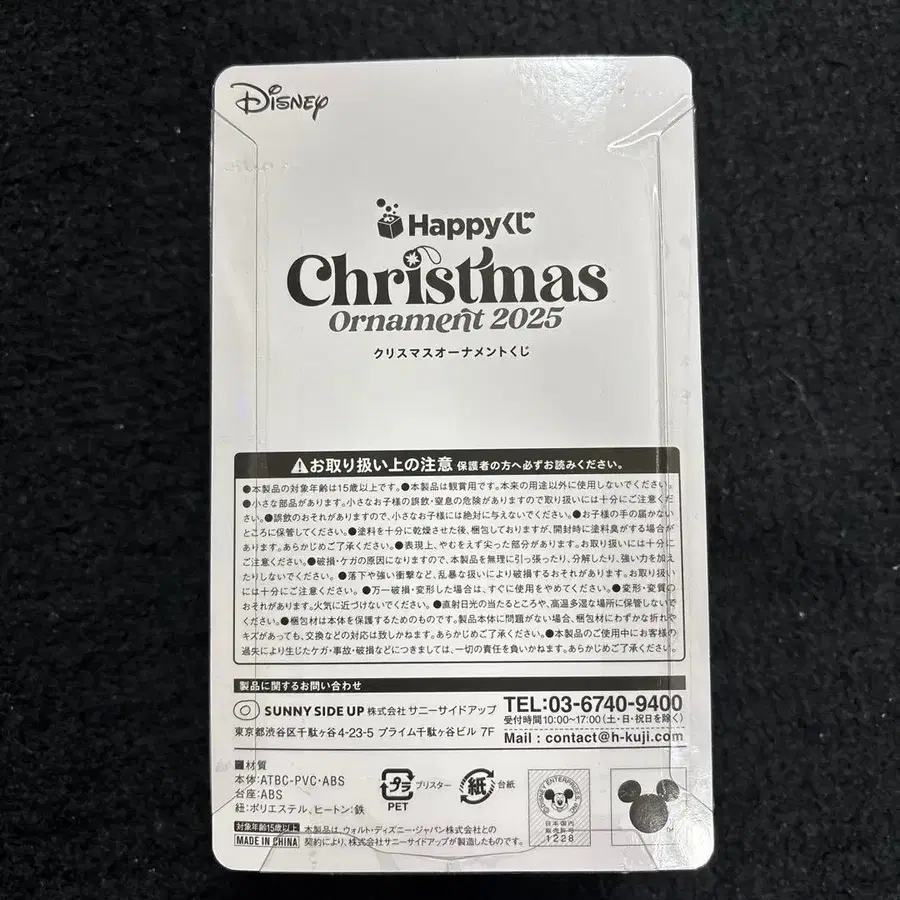 Disney
Happyくじ
Christmas
Ornament 2025
クリスマスオーナメントくじ
お取り扱い上の注意 保護者の方へ必ずお読みください。
●本製品の対象年齢は15歳以上です。●本製品は観賞用です。本来の用途以外に使用しないでください。
●小さな部品があります。小さなお子様の誤飲・窒息の危険がありますので取り扱いには十分にご注意くださ
い。●誤飲のおそれがありますので、小さなお子様には絶対に与えないでください。●お子様の手の届かない
ところに保管してください。●塗料を十分に乾燥させた後、梱包しておりますが、開封時に塗料臭がする場合が
あります。あらかじめご了承ください。●表現上、やむをえず尖った部分があります。お取り扱いには十分に
ご注意ください。●破損・ケガの原因になりますので、本製品を無理に引っ張ったり、分解したり、強い力を加え
たりしないでください。●落下や強い衝撃など、乱暴な扱いにより破損するおそれがあります。お取り扱い
には十分にご注意ください。●万一破損・変形した場合は、すぐに使用をやめてください。●変形・変質の
おそれがあります。火気に近づけないでください。●直射日光の当たるところや、高温多湿な場所に保管しないで
ください。●梱包材は本体を保護するためのものです。製品本体に問題がない場合、梱包材にわずかな折れや
キズがあっても、交換などの対応は致しかねます。あらかじめご了承ください。●本製品のご使用中にお客様の
過失により生じたケガ・事故・破損などにつきましては、一切の責任を負いかねます。あらかじめご了承ください。
製品に関するお問い合わせ
SUNNY SIDE UP 株式会社 サニーサイドアップ
東京都渋谷区千駄ヶ谷4-23-5 プライム千駄ヶ谷ビル 7F
TEL:03-6740-9400
受付時間10:00~17:00（土・日・祝日を除く）
Mail : contact@h-kuji.com
■材質
本体:ATBC-PVC・ABS
台座:ABS
紐:ポリエステル、ヒートン:鉄
プラ
PET
ブリスター
紙
台紙
DISNEY ENTERPRISES, INC
日本国内
販売許号
1228
TM
対象年齢15歳以上
MADE IN CHINA
本製品は、ウォルト・ディズニー・ジャパン株式会社との
契約により、株式会社サニーサイドアップが製造したものです。